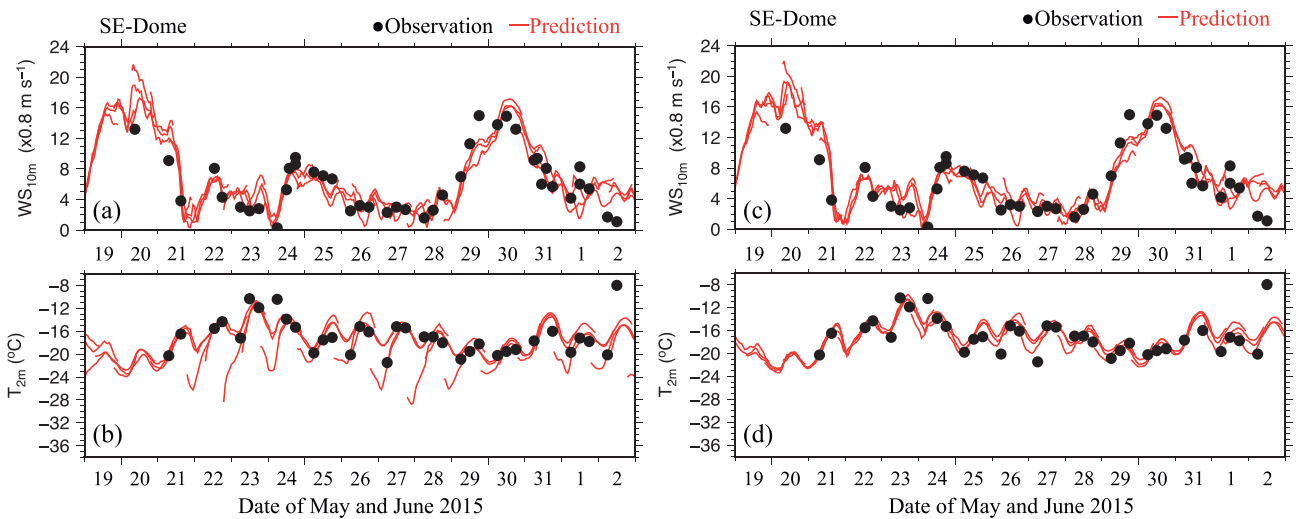 SE-Dome ●Observation —Prediction
WS10m (x0.8 m s⁻¹)
24
20
16
12
8
4
0
(a)
19 20 21 22 23 24 25 26 27 28 29 30 31 1 2
T2m (°C)
−8
−12
−16
−20
−24
−28
−32
−36
(b)
19 20 21 22 23 24 25 26 27 28 29 30 31 1 2
Date of May and June 2015
SE-Dome ●Observation —Prediction
WS10m (x0.8 m s⁻¹)
24
20
16
12
8
4
0
(c)
19 20 21 22 23 24 25 26 27 28 29 30 31 1 2
T2m (°C)
−8
−12
−16
−20
−24
−28
−32
−36
(d)
19 20 21 22 23 24 25 26 27 28 29 30 31 1 2
Date of May and June 2015